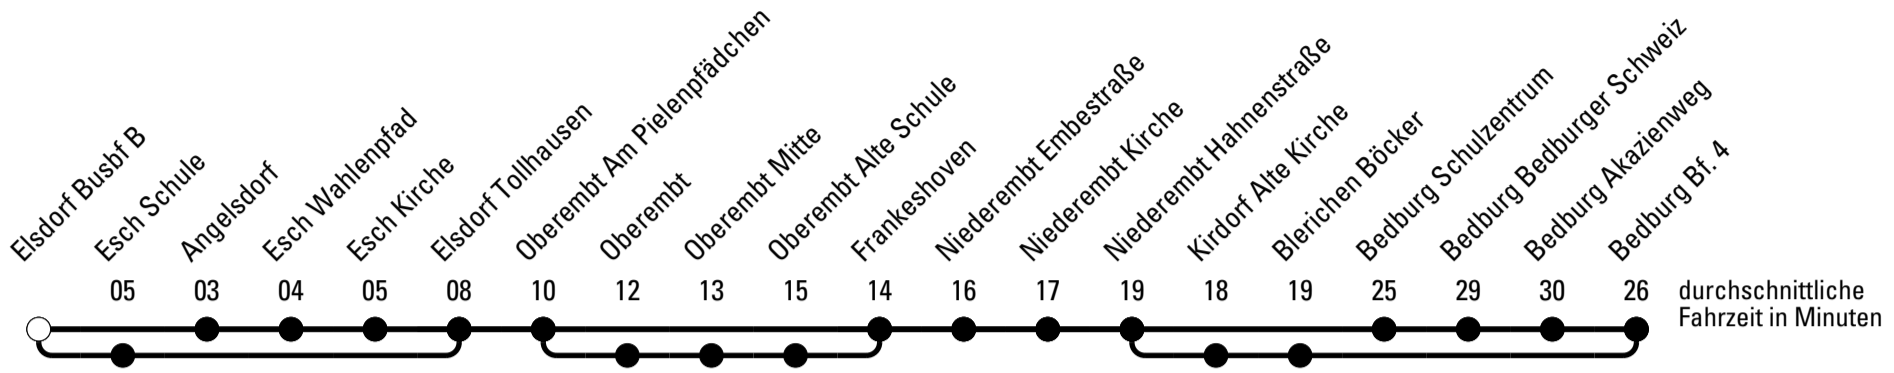 Elsdorf Busbf B
Esch Schule
Angelsdorf
Esch Wahlenpfad
Esch Kirche
Elsdorf Tollhausen
Oberembt Am Pielenpfädchen
Oberembt
Oberembt Mitte
Oberembt Alte Schule
Frankeshoven
Niederembt Embestraße
Niederembt Kirche
Niederembt Hahnenstraße
Kirdorf Alte Kirche
Blerichen Böcker
Bedburg Schulzentrum
Bedburg Bedburger Schweiz
Bedburg Akazienweg
Bedburg Bf. 4
05 03 04 05 08 10 12 13 15 14 16 17 19 18 19 25 29 30 26 durchschnittliche
Fahrzeit in Minuten